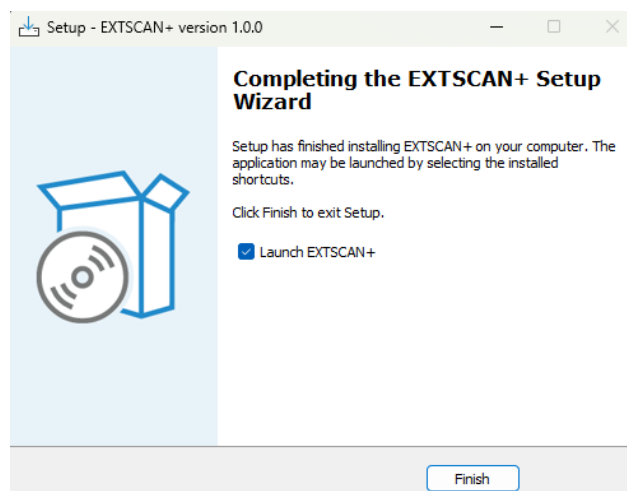 Setup - EXTSCAN+ version 1.0.0
Completing the EXTSCAN+ Setup
Wizard
Setup has finished installing EXTSCAN+ on your computer. The
application may be launched by selecting the installed
shortcuts.
Click Finish to exit Setup.
Launch EXTSCAN+
Finish